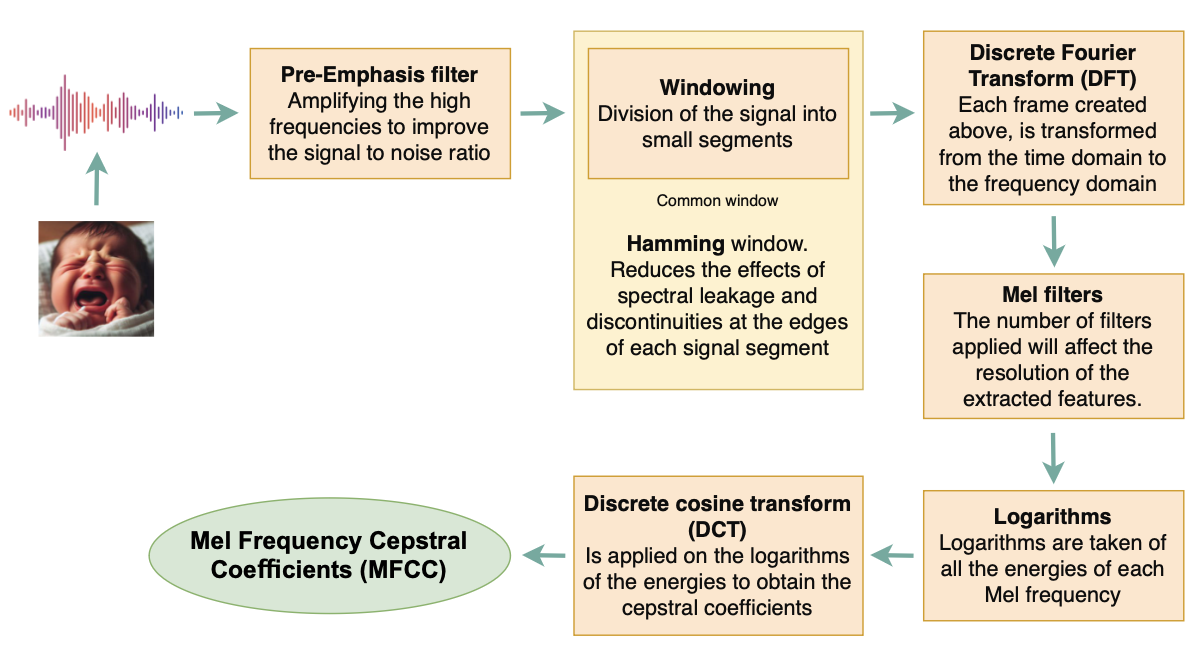 Pre-Emphasis filter
Amplifying the high
frequencies to improve
the signal to noise ratio
Windowing
Division of the signal into
small segments
Common window
Hamming window.
Reduces the effects of
spectral leakage and
discontinuities at the edges
of each signal segment
Discrete Fourier
Transform (DFT)
Each frame created
above, is transformed
from the time domain to
the frequency domain
Mel filters
The number of filters
applied will affect the
resolution of the
extracted features.
Logarithms
Logarithms are taken of
all the energies of each
Mel frequency
Discrete cosine transform
(DCT)
Is applied on the logarithms
of the energies to obtain the
cepstral coefficients
Mel Frequency Cepstral
Coefficients (MFCC)